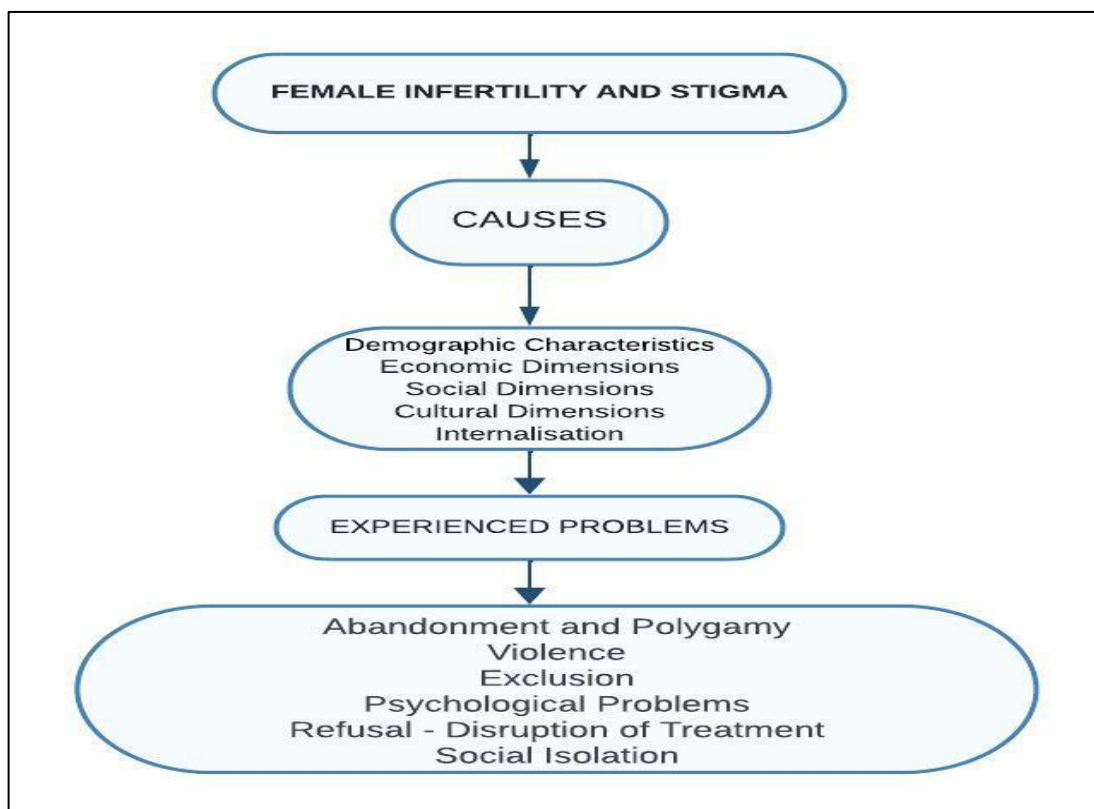 FEMALE INFERTILITY AND STIGMA
CAUSES
Demographic Characteristics
Economic Dimensions
Social Dimensions
Cultural Dimensions
Internalisation
EXPERIENCED PROBLEMS
Abandonment and Polygamy
Violence
Exclusion
Psychological Problems
Refusal - Disruption of Treatment
Social Isolation